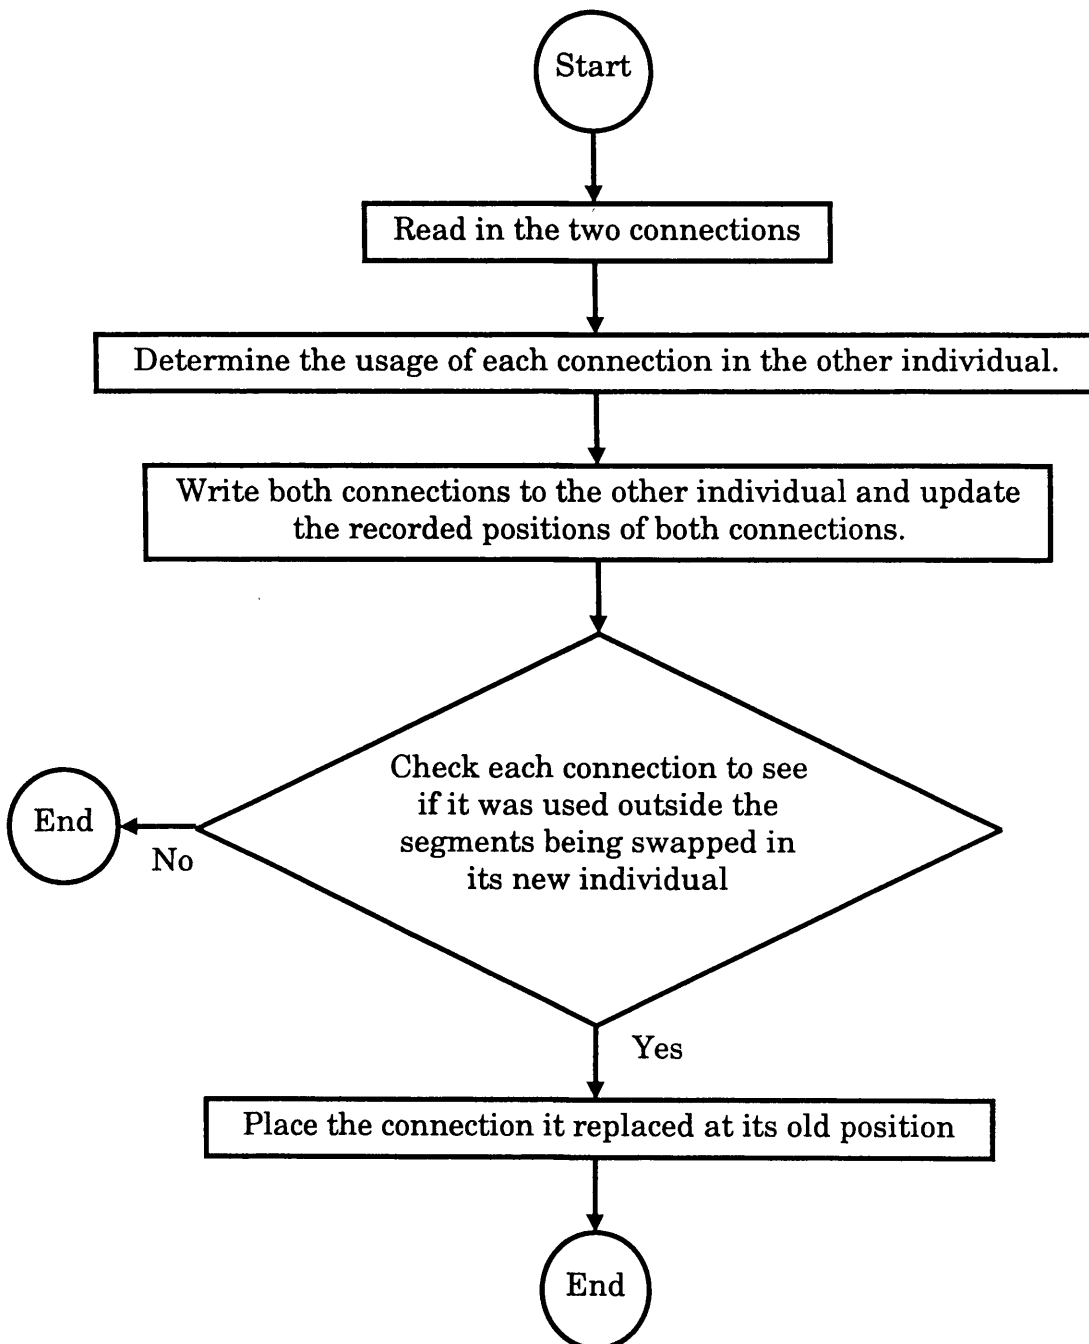 Start
Read in the two connections
Determine the usage of each connection in the other individual.
Write both connections to the other individual and update
the recorded positions of both connections.
Check each connection to see
if it was used outside the
segments being swapped in
its new individual
End
No
Yes
Place the connection it replaced at its old position
End